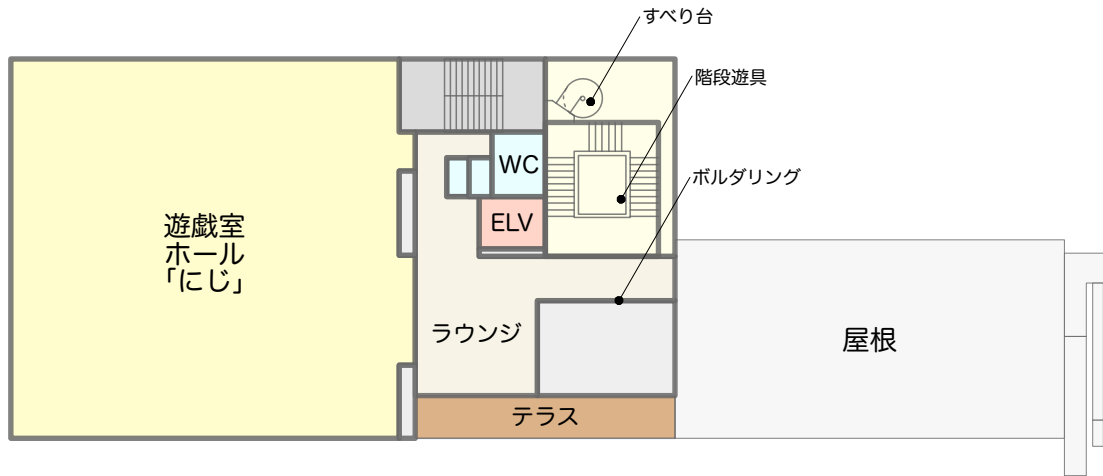 すべり台
階段遊具
WC
ボルダリング
ELV
遊戯室
ホール
「にじ」
ラウンジ
屋根
テラス